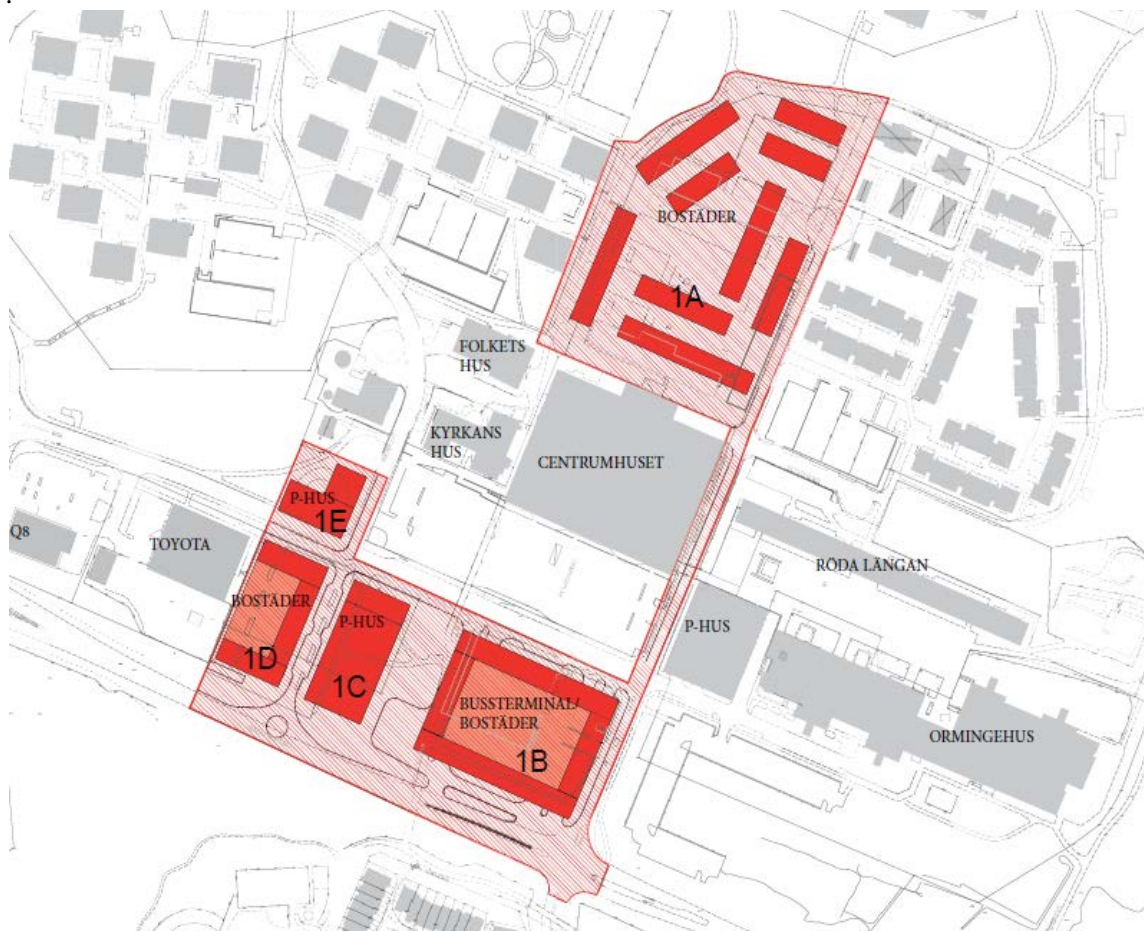 BOSTÄDER
1A
FOLKETS
HUS
KYRKANS
HUS
CENTRUMHUSET
P-HUS
1E
Q8
TOYOTA
RÖDA LÄNGAN
BOSTÄDER
1D
P-HUS
1C
P-HUS
BUSSTERMINAL/
BOSTÄDER
1B
ORMINGEHUS